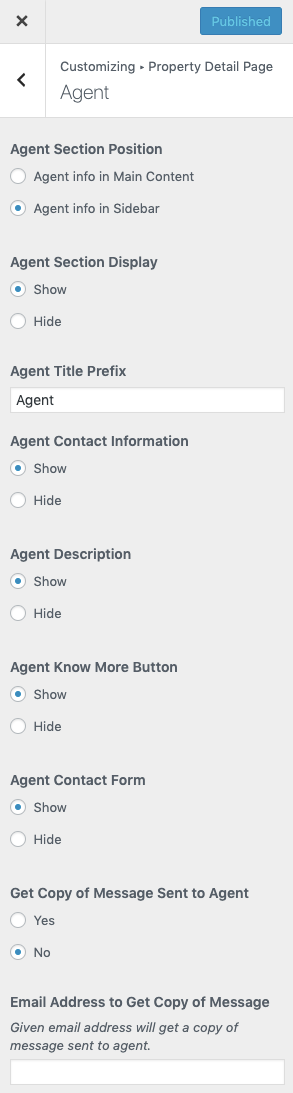 Published
Customizing ▸ Property Detail Page
Agent
Agent Section Position
Agent info in Main Content
Agent info in Sidebar
Agent Section Display
Show
Hide
Agent Title Prefix
Agent
Agent Contact Information
Show
Hide
Agent Description
Show
Hide
Agent Know More Button
Show
Hide
Agent Contact Form
Show
Hide
Get Copy of Message Sent to Agent
Yes
No
Email Address to Get Copy of Message
Given email address will get a copy of
message sent to agent.